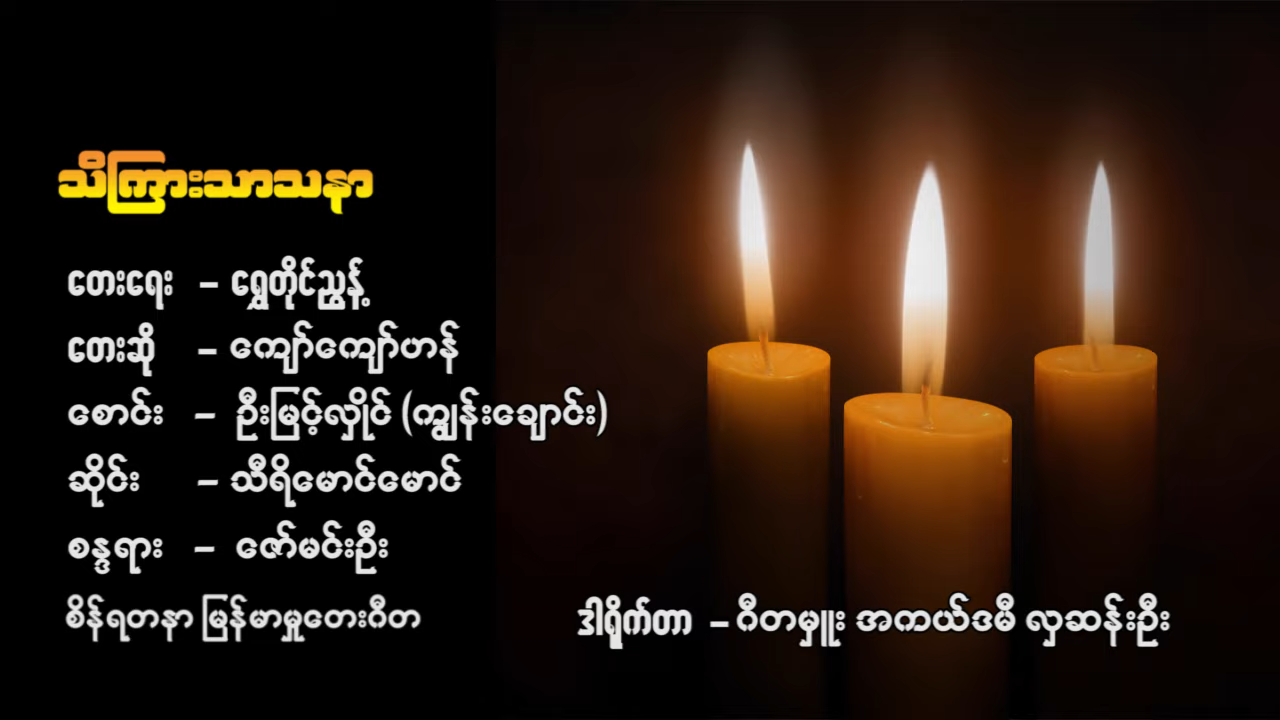 သိကြားသာသနာ
တေးရေး – ရွှေတိုင်ညွန့်
တေးဆို – ကျော်ကျော်ဟန်
စောင်း – ဦးမြင့်လှိုင် (ကျွန်းချောင်း)
ဆိုင်း – သီရိမောင်မောင်
စန္ဒရား – ဇော်မင်းဦး
စိန်ရတနာ မြန်မာမှုတေးဂီတ
ဒါရိုက်တာ – ဂီတမှူး အကယ်ဒမီ လှဆန်းဦး